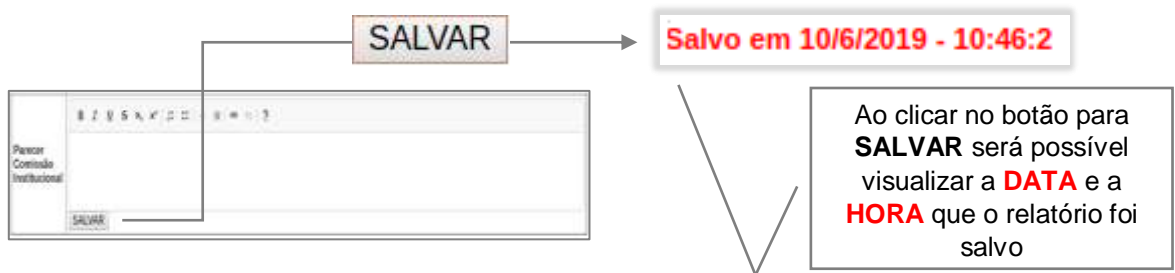 SALVAR
Salvo em 10/6/2019 - 10:46:2
Parecer
Comissão
Institucional
SALVAR
Ao clicar no botão para
SALVAR será possível
visualizar a DATA e a
HORA que o relatório foi
salvo